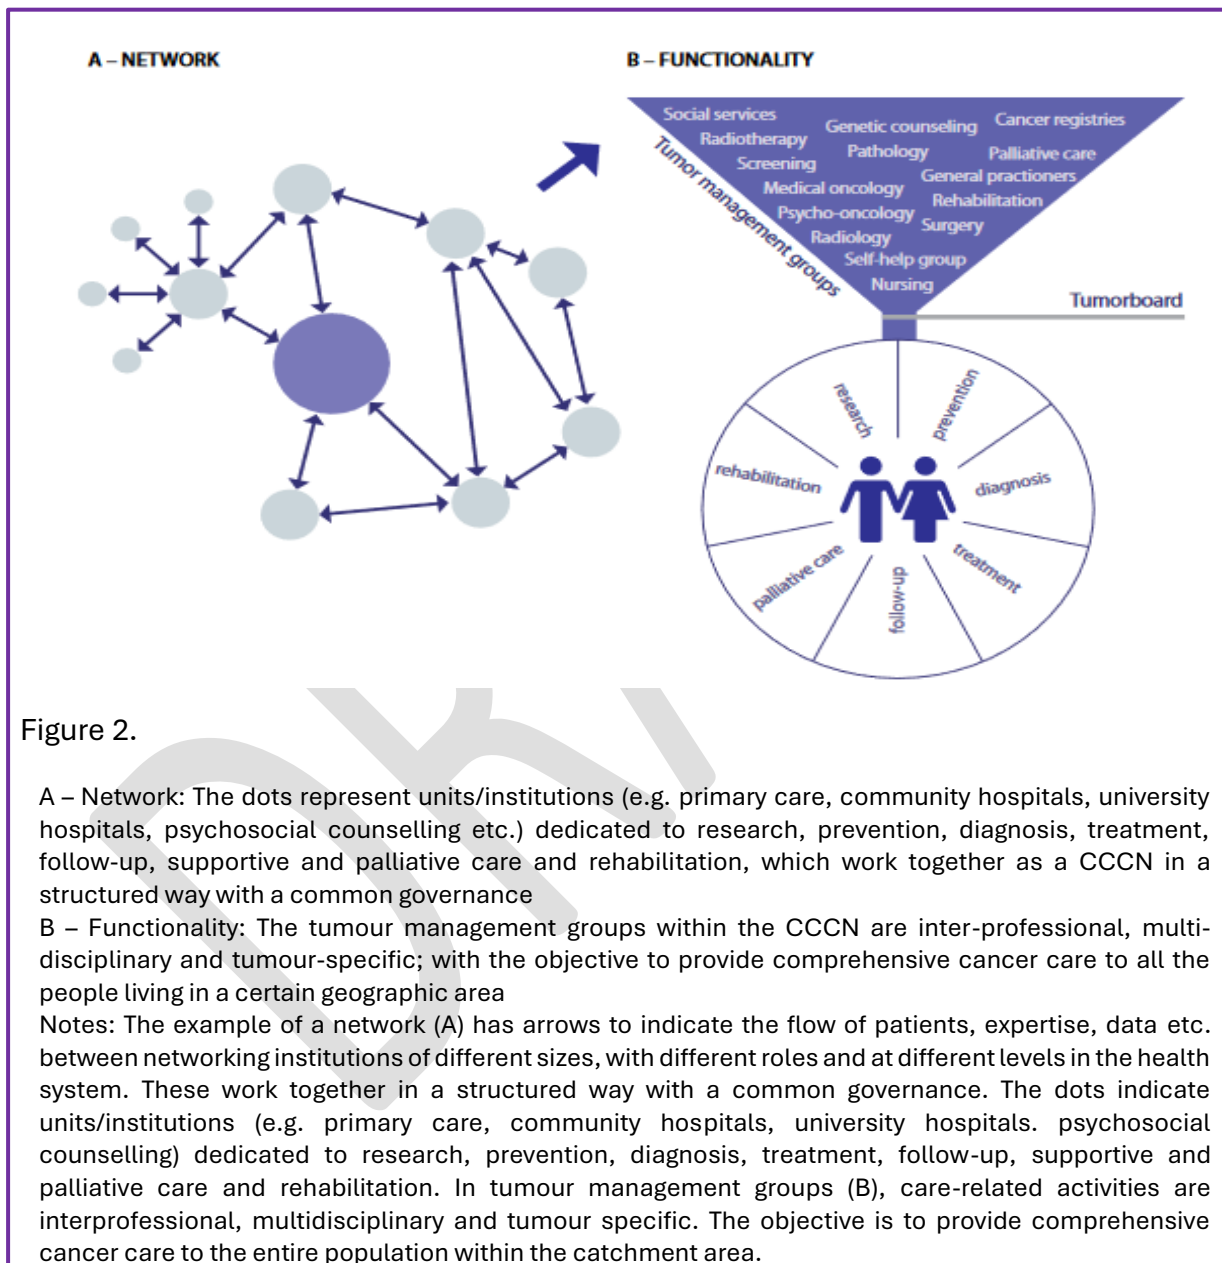 A – NETWORK
B – FUNCTIONALITY
Social services
Genetic counseling
Cancer registries
Radiotherapy
Pathology
Palliative care
Screening
General practioners
Medical oncology
Rehabilitation
Psycho-oncology
Surgery
Radiology
Self-help group
Nursing
Tumor management groups
Tumorboard
research
prevention
rehabilitation
diagnosis
palliative care
treatment
follow-up
Figure 2.
A – Network: The dots represent units/institutions (e.g. primary care, community hospitals, university
hospitals, psychosocial counselling etc.) dedicated to research, prevention, diagnosis, treatment,
follow-up, supportive and palliative care and rehabilitation, which work together as a CCCN in a
structured way with a common governance
B – Functionality: The tumour management groups within the CCCN are inter-professional, multi-
disciplinary and tumour-specific; with the objective to provide comprehensive cancer care to all the
people living in a certain geographic area
Notes: The example of a network (A) has arrows to indicate the flow of patients, expertise, data etc.
between networking institutions of different sizes, with different roles and at different levels in the health
system. These work together in a structured way with a common governance. The dots indicate
units/institutions (e.g. primary care, community hospitals, university hospitals. psychosocial
counselling) dedicated to research, prevention, diagnosis, treatment, follow-up, supportive and
palliative care and rehabilitation. In tumour management groups (B), care-related activities are
interprofessional, multidisciplinary and tumour specific. The objective is to provide comprehensive
cancer care to the entire population within the catchment area.